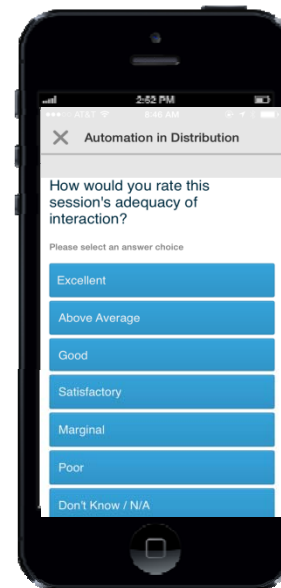 2:52 PM
AT&T 6:46 AM
Automation in Distribution
How would you rate this
session's adequacy of
interaction?
Please select an answer choice
Excellent
Above Average
Good
Satisfactory
Marginal
Poor
Don't Know / N/A